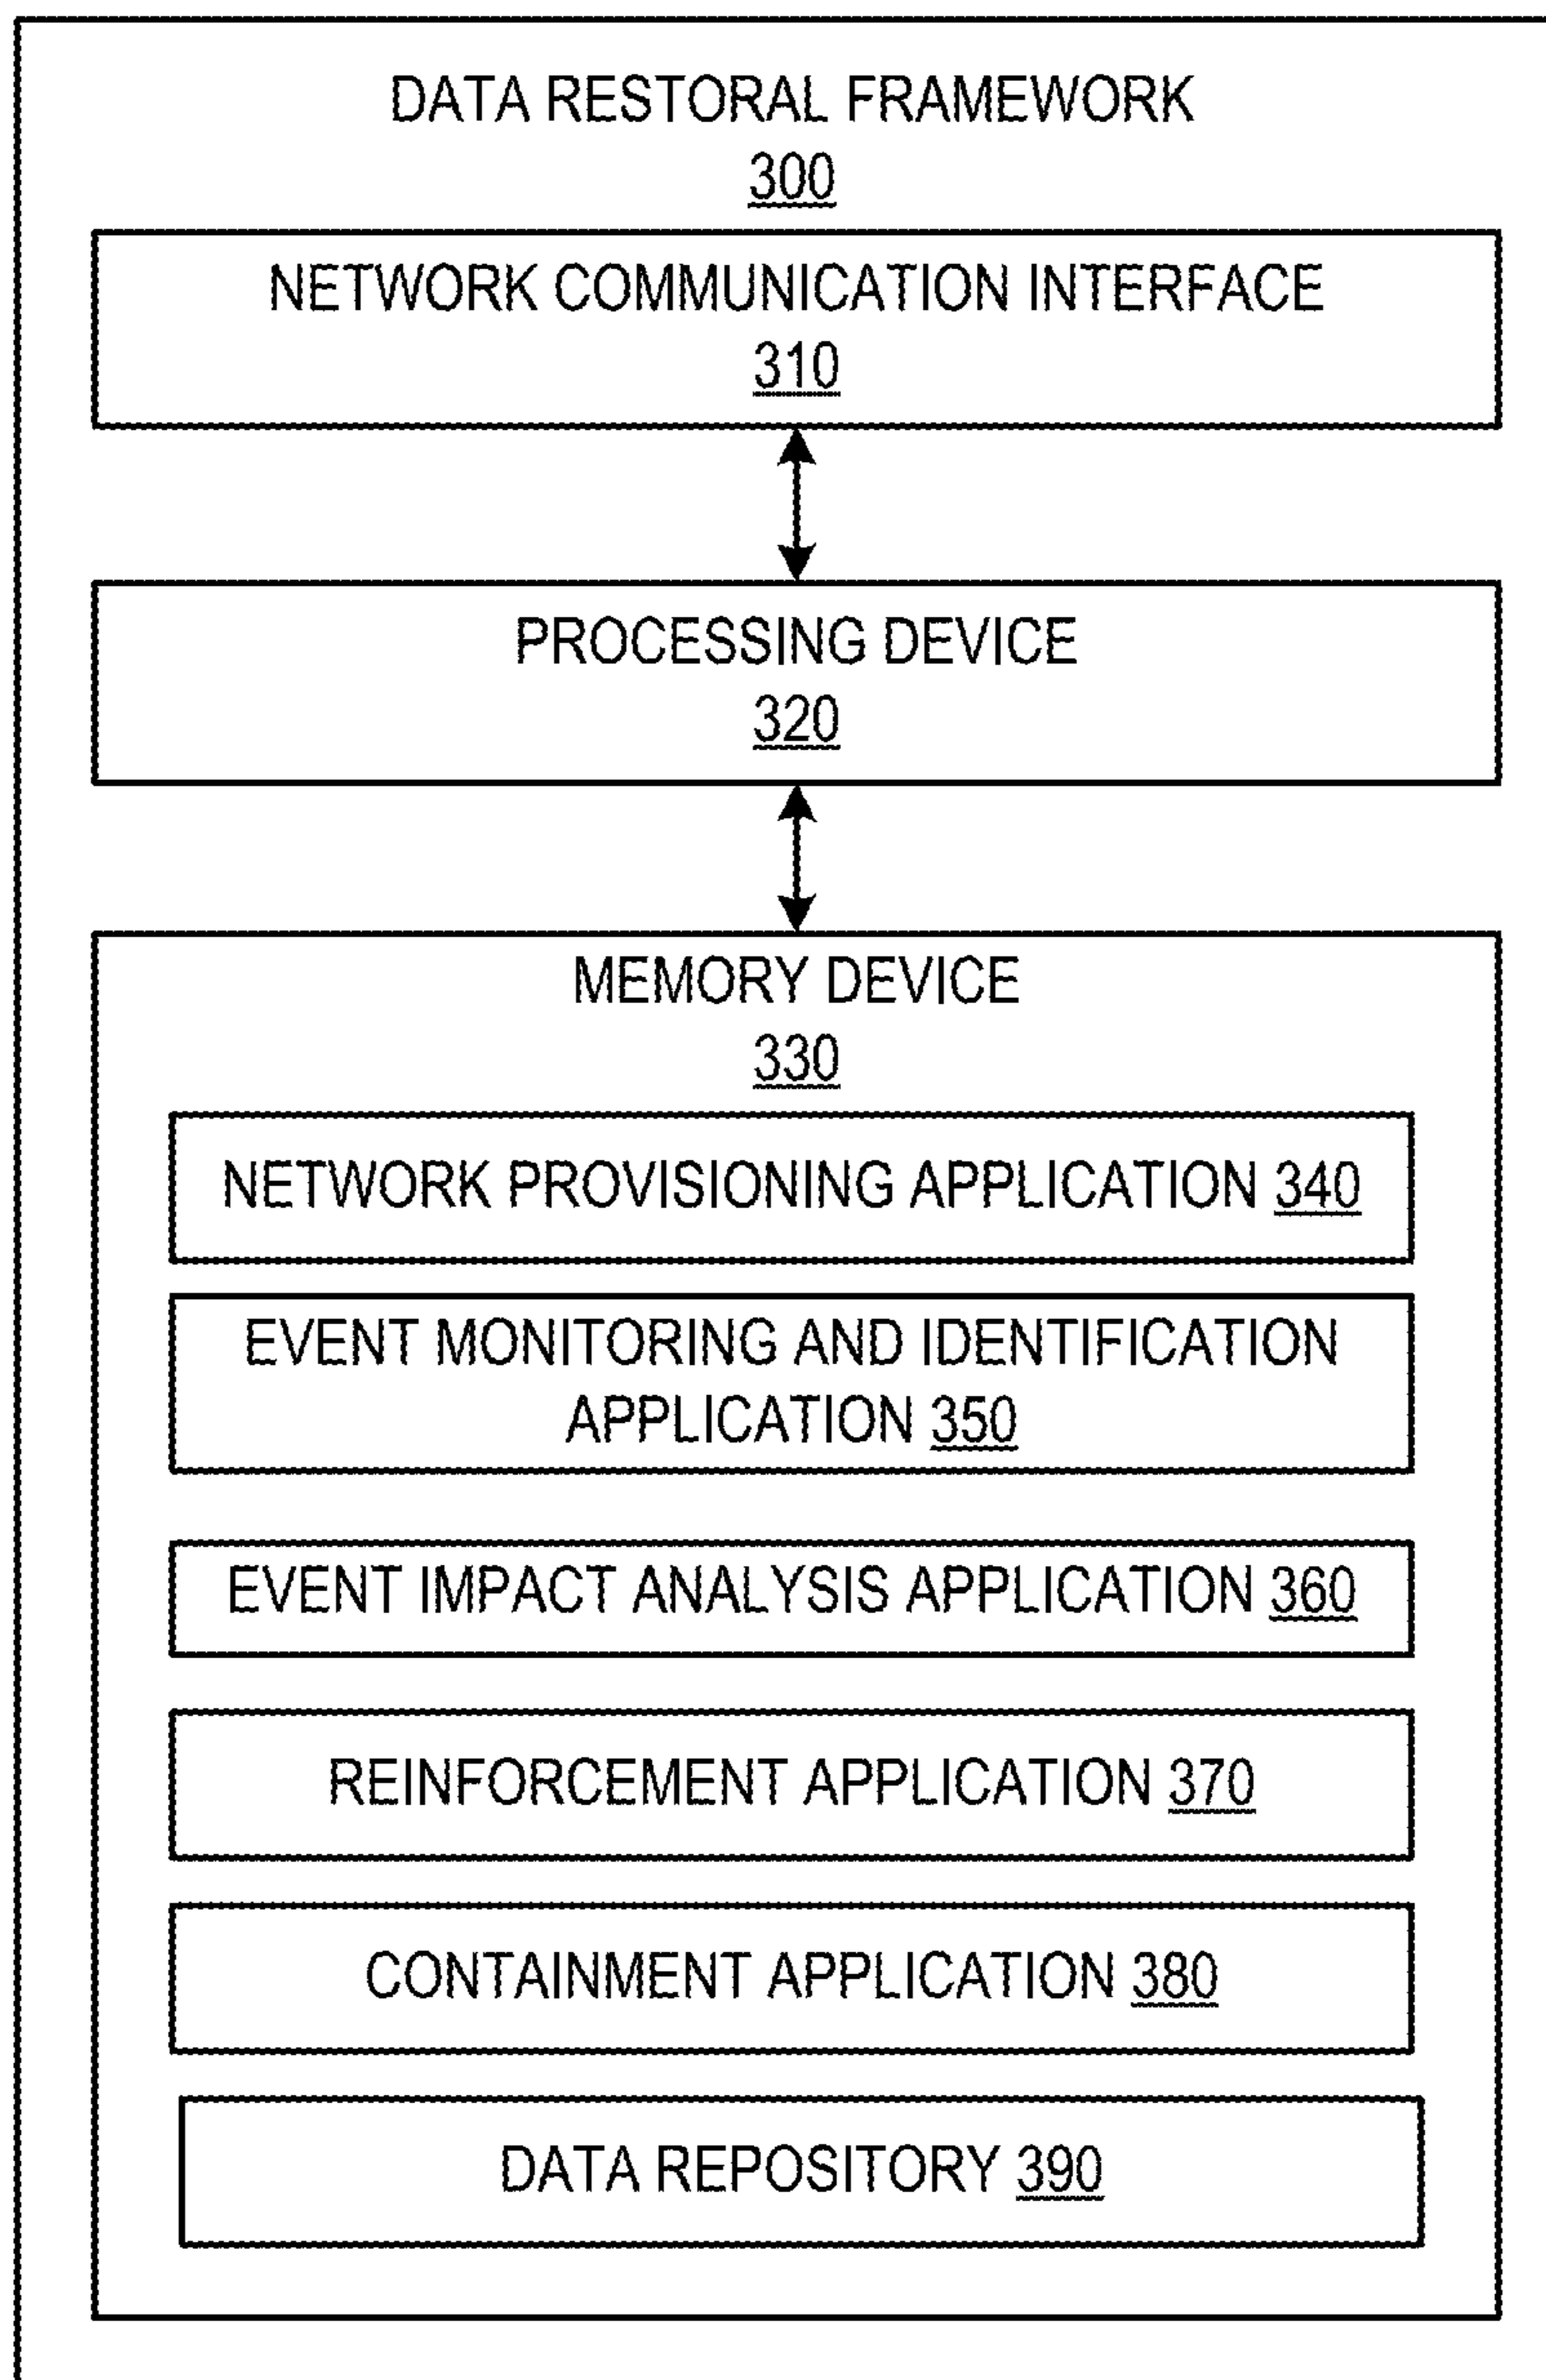 DATA RESTORAL FRAMEWORK
300
NETWORK COMMUNICATION INTERFACE
310
PROCESSING DEVICE
320
MEMORY DEVICE
330
NETWORK PROVISIONING APPLICATION 340
EVENT MONITORING AND IDENTIFICATION
APPLICATION 350
EVENT IMPACT ANALYSIS APPLICATION 360
REINFORCEMENT APPLICATION 370
CONTAINMENT APPLICATION 380
DATA REPOSITORY 390